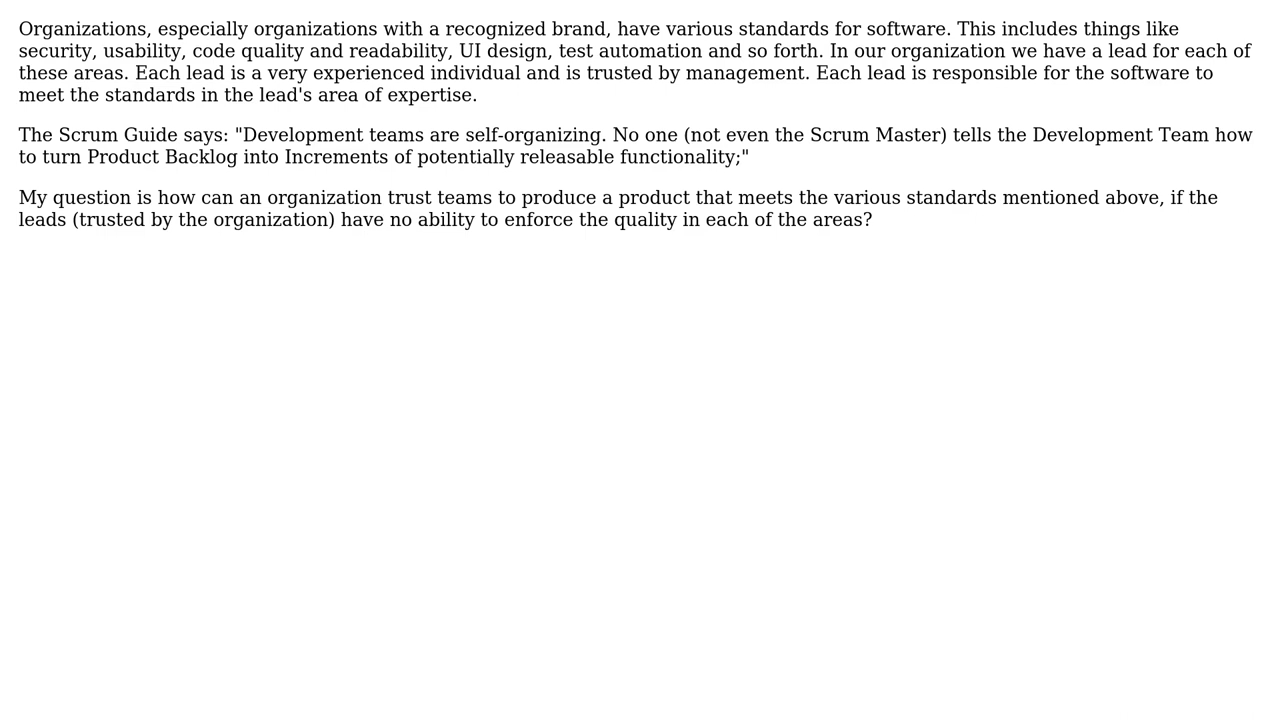 Organizations, especially organizations with a recognized brand, have various standards for software. This includes things like
security, usability, code quality and readability, UI design, test automation and so forth. In our organization we have a lead for each of
these areas. Each lead is a very experienced individual and is trusted by management. Each lead is responsible for the software to
meet the standards in the lead's area of expertise.
The Scrum Guide says: "Development teams are self-organizing. No one (not even the Scrum Master) tells the Development Team how
to turn Product Backlog into Increments of potentially releasable functionality;"
My question is how can an organization trust teams to produce a product that meets the various standards mentioned above, if the
leads (trusted by the organization) have no ability to enforce the quality in each of the areas?